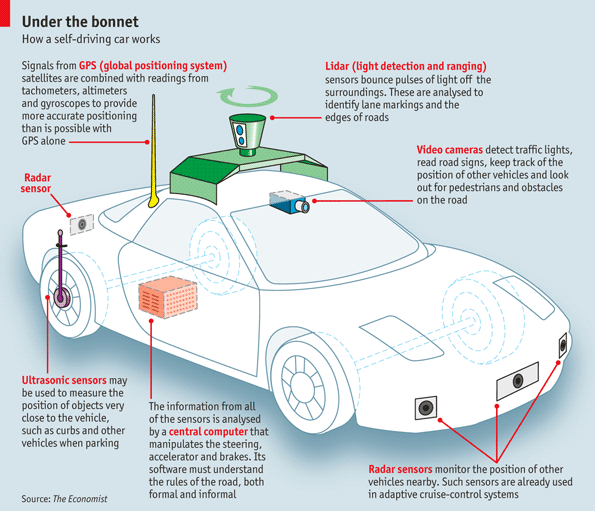 Under the bonnet
How a self-driving car works
Signals from GPS (global positioning system)
satellites are combined with readings from
tachometers, altimeters
and gyroscopes to provide
more accurate positioning
than is possible with
GPS alone
Lidar (light detection and ranging)
sensors bounce pulses of light off the
surroundings. These are analysed to
identify lane markings and the
edges of roads
Video cameras detect traffic lights,
read road signs, keep track of the
position of other vehicles and look
out for pedestrians and obstacles
on the road
Radar
sensor
Ultrasonic sensors may
be used to measure the
position of objects very
close to the vehicle,
such as curbs and other
vehicles when parking
The information from all
of the sensors is analysed
by a central computer that
manipulates the steering,
accelerator and brakes. Its
software must understand
the rules of the road, both
formal and informal
Radar sensors monitor the position of other
vehicles nearby. Such sensors are already used
in adaptive cruise-control systems
Source: The Economist